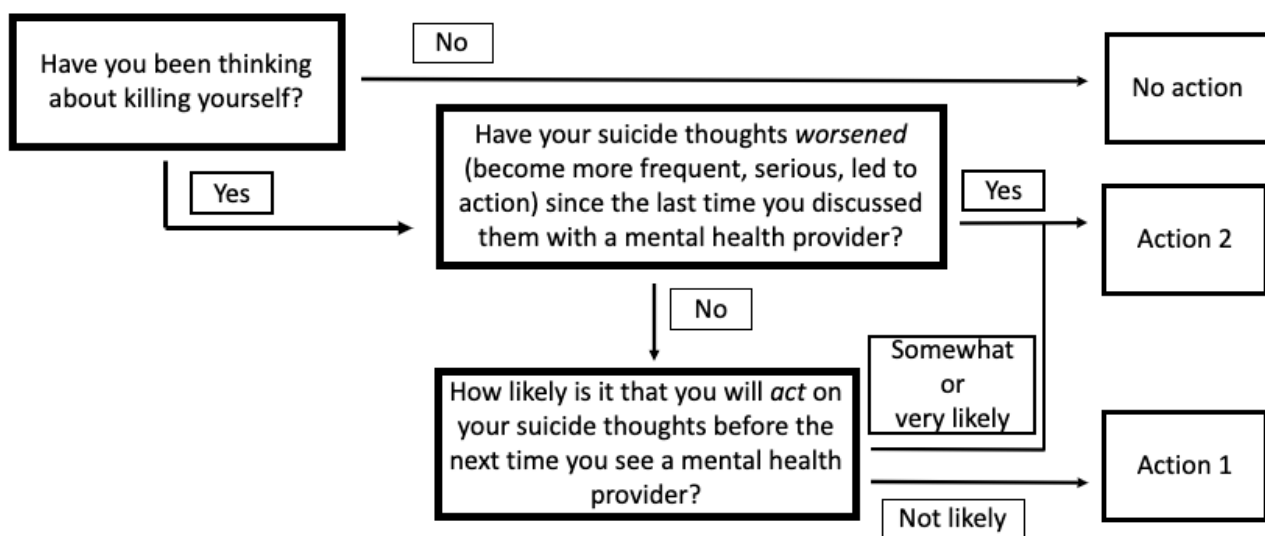 Have you been thinking
about killing yourself?
No
No action
Yes
Have your suicide thoughts worsened
(become more frequent, serious, led to
action) since the last time you discussed
them with a mental health provider?
Yes
Action 2
No
How likely is it that you will act on
your suicide thoughts before the
next time you see a mental health
provider?
Somewhat
or
very likely
Not likely
Action 1